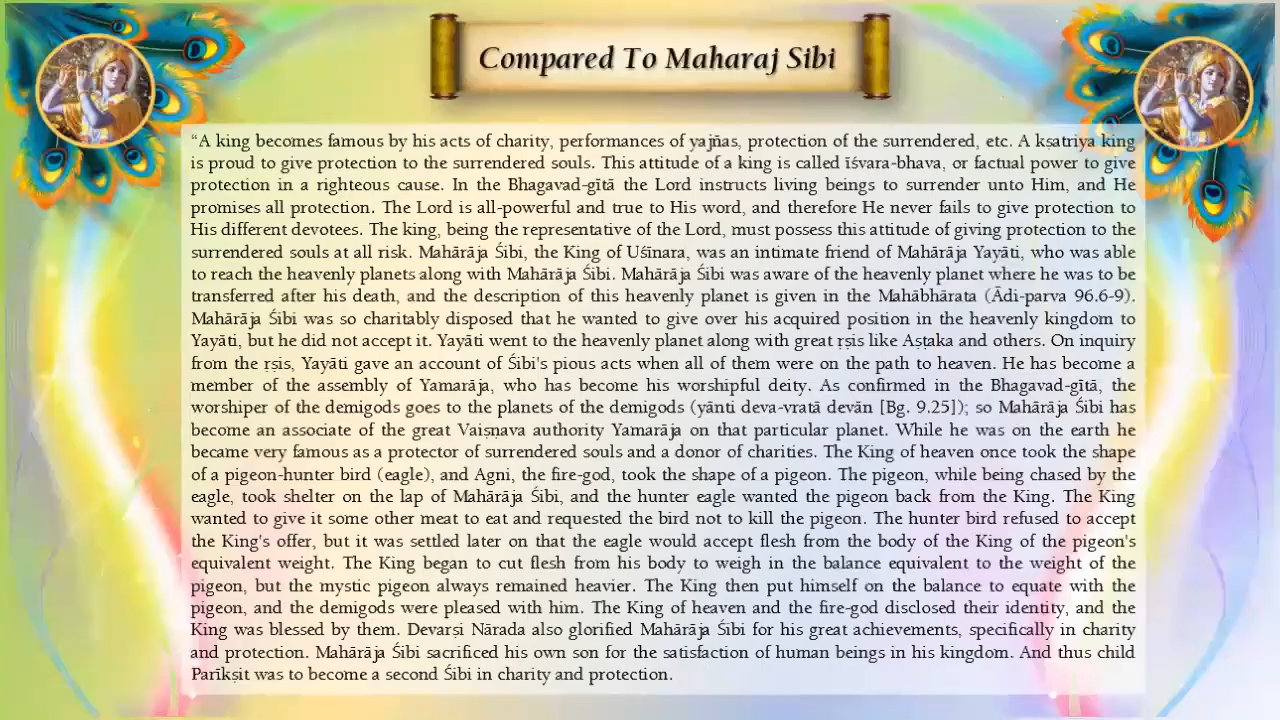 Compared To Maharaj Sibi
“A king becomes famous by his acts of charity, performances of yajñas, protection of the surrendered, etc. A kṣatriya king
is proud to give protection to the surrendered souls. This attitude of a king is called īśvara-bhava, or factual power to give
protection in a righteous cause. In the Bhagavad-gītā the Lord instructs living beings to surrender unto Him, and He
promises all protection. The Lord is all-powerful and true to His word, and therefore He never fails to give protection to
His different devotees. The king, being the representative of the Lord, must possess this attitude of giving protection to the
surrendered souls at all risk. Mahārāja Śibi, the King of Uśīnara, was an intimate friend of Mahārāja Yayāti, who was able
to reach the heavenly planets along with Mahārāja Śibi. Mahārāja Śibi was aware of the heavenly planet where he was to be
transferred after his death, and the description of this heavenly planet is given in the Mahābhārata (Ādi-parva 96.6-9).
Mahārāja Śibi was so charitably disposed that he wanted to give over his acquired position in the heavenly kingdom to
Yayāti, but he did not accept it. Yayāti went to the heavenly planet along with great ṛṣis like Aṣṭaka and others. On inquiry
from the ṛṣis, Yayāti gave an account of Śibi's pious acts when all of them were on the path to heaven. He has become a
member of the assembly of Yamarāja, who has become his worshipful deity. As confirmed in the Bhagavad-gītā, the
worshiper of the demigods goes to the planets of the demigods (yānti deva-vratā devān [Bg. 9.25]); so Mahārāja Śibi has
become an associate of the great Vaiṣṇava authority Yamarāja on that particular planet. While he was on the earth he
became very famous as a protector of surrendered souls and a donor of charities. The King of heaven once took the shape
of a pigeon-hunter bird (eagle), and Agni, the fire-god, took the shape of a pigeon. The pigeon, while being chased by the
eagle, took shelter on the lap of Mahārāja Śibi, and the hunter eagle wanted the pigeon back from the King. The King
wanted to give it some other meat to eat and requested the bird not to kill the pigeon. The hunter bird refused to accept
the King's offer, but it was settled later on that the eagle would accept flesh from the body of the King of the pigeon's
equivalent weight. The King began to cut flesh from his body to weigh in the balance equivalent to the weight of the
pigeon, but the mystic pigeon always remained heavier. The King then put himself on the balance to equate with the
pigeon, and the demigods were pleased with him. The King of heaven and the fire-god disclosed their identity, and the
King was blessed by them. Devarṣi Nārada also glorified Mahārāja Śibi for his great achievements, specifically in charity
and protection. Mahārāja Śibi sacrificed his own son for the satisfaction of human beings in his kingdom. And thus child
Parīkṣit was to become a second Śibi in charity and protection.